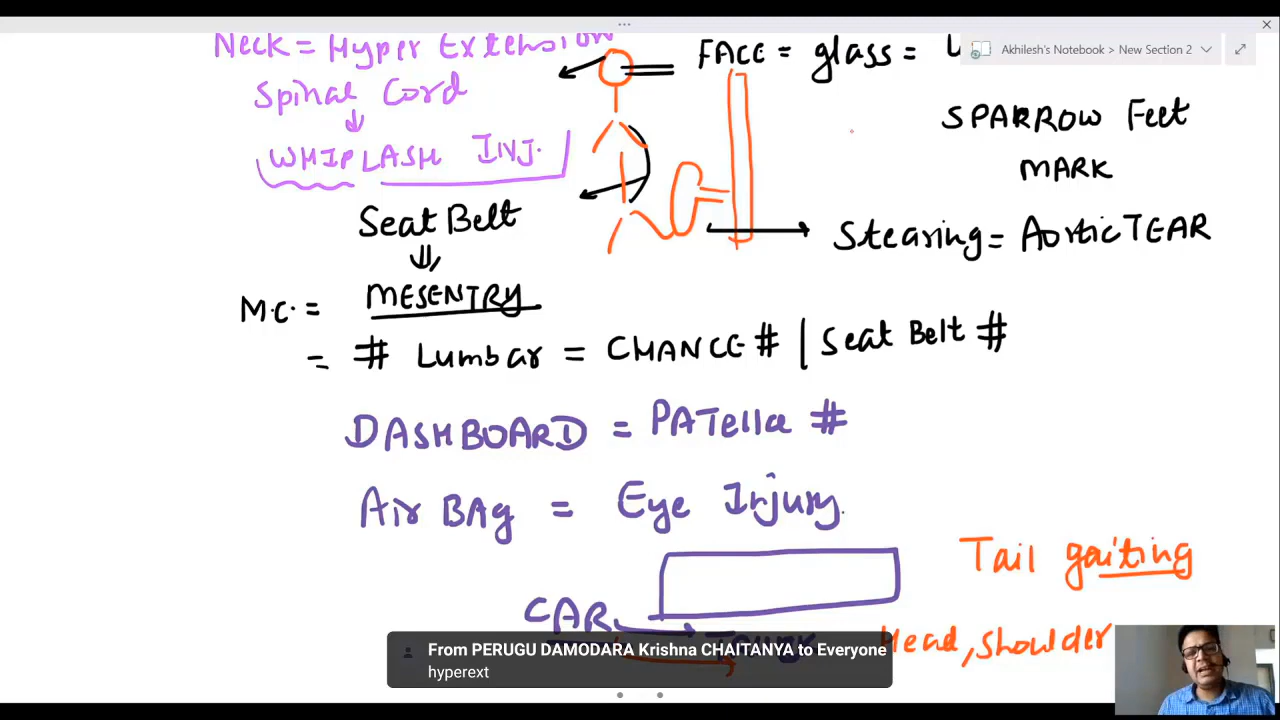 Akhilesh's Notebook > New Section 2
Neck = Hyper Extension
Spinal Cord
WHIPLASH INJ.
FACE = glass =
SPARROW Feet
MARK
Stearing = Aortic TEAR
Seat Belt
M.C. = MESENTRY
= # Lumbar = CHANCE # | Seat Belt #
DASHBOARD = PATella #
Air BAg = Eye Injury.
Tail gaiting
CAR
Head, Shoulder
From PERUGU DAMODARA Krishna CHAITANYA to Everyone
hyperext